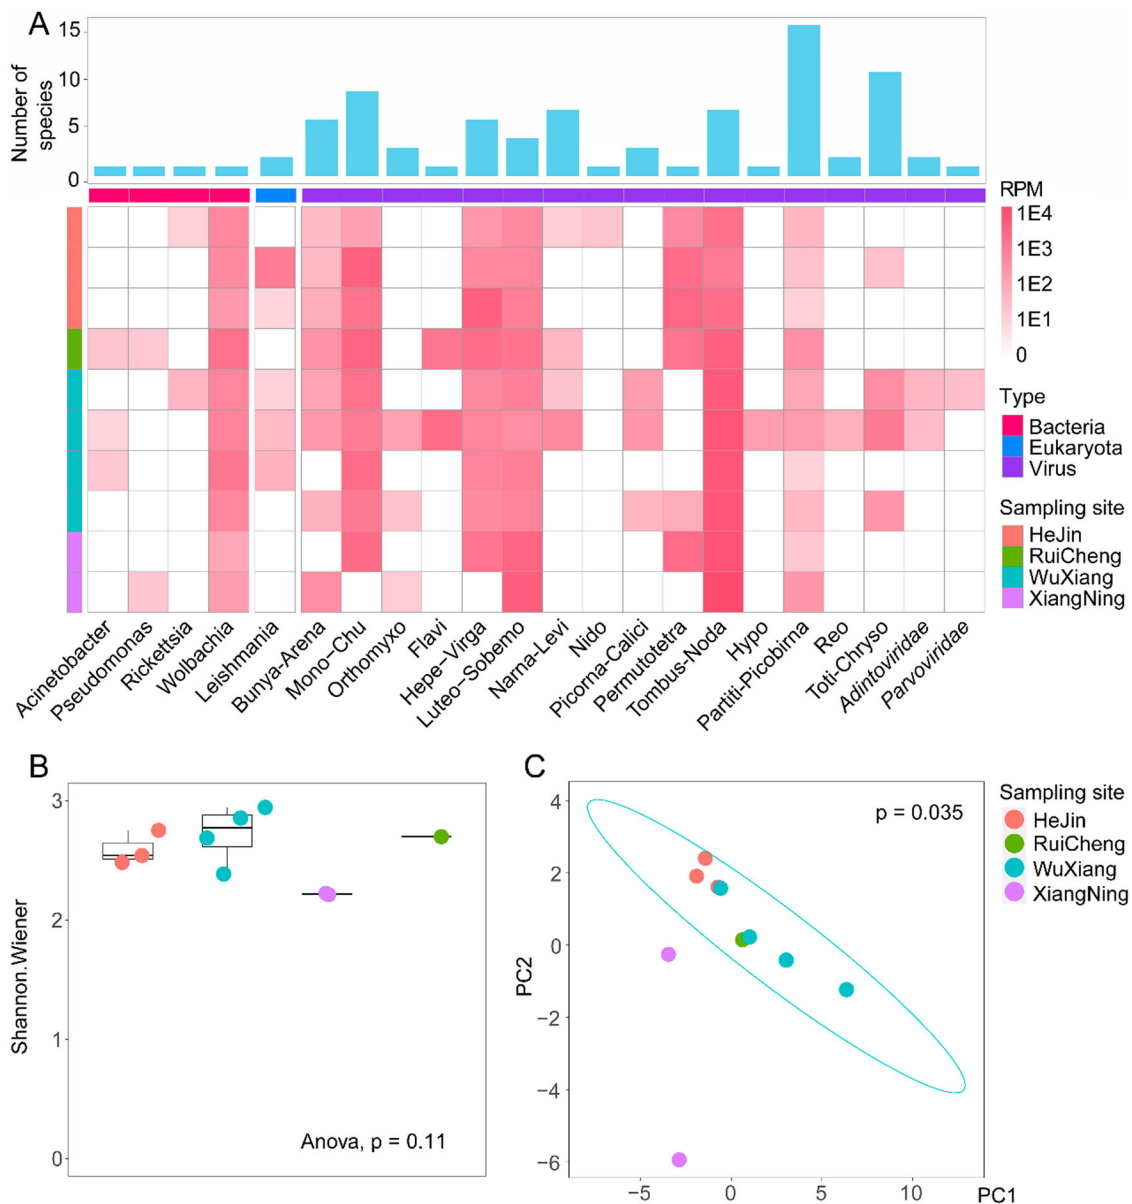 A
Number of
species
15
10
5
0
RPM
1E4
1E3
1E2
1E1
0
Type
Bacteria
Eukaryota
Virus
Sampling site
HeJin
RuiCheng
WuXiang
XiangNing
Acinetobacter
Pseudomonas
Rickettsia
Wolbachia
Leishmania
Bunya-Arena
Mono-Chu
Orthomyxo
Flavi
Hepe-Virga
Luteo-Sobemo
Narna-Levi
Nido
Picorna-Calici
Permutotetra
Tombus-Noda
Hypo
Partiti-Picobirna
Reo
Toti-Chryso
Adintoviridae
Parvoviridae
B
Shannon.Wiener
3
2
1
0
Anova, p = 0.11
C
PC2
4
2
0
−2
−4
−6
p = 0.035
−5
0
5
10
PC1
Sampling site
HeJin
RuiCheng
WuXiang
XiangNing